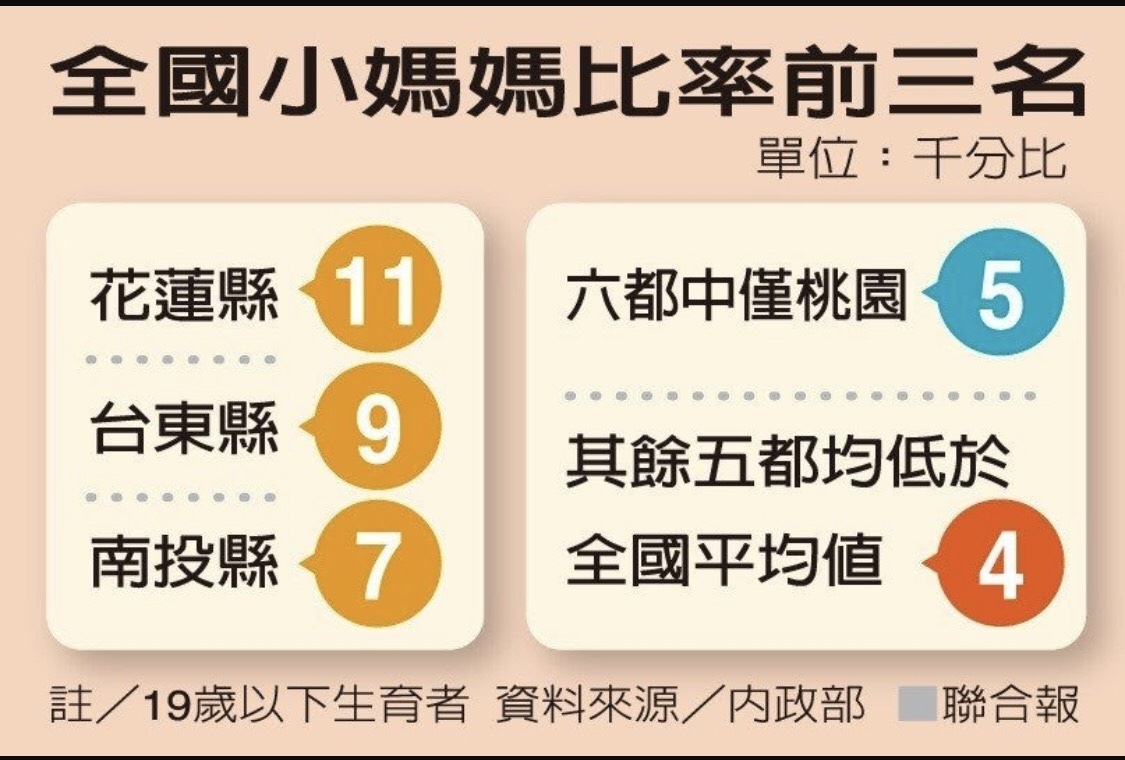 全國小媽媽比率前三名
單位：千分比
花蓮縣 11
台東縣 9
南投縣 7
六都中僅桃園 5
其餘五都均低於
全國平均值 4
註／19歲以下生育者 資料來源／內政部 ■聯合報